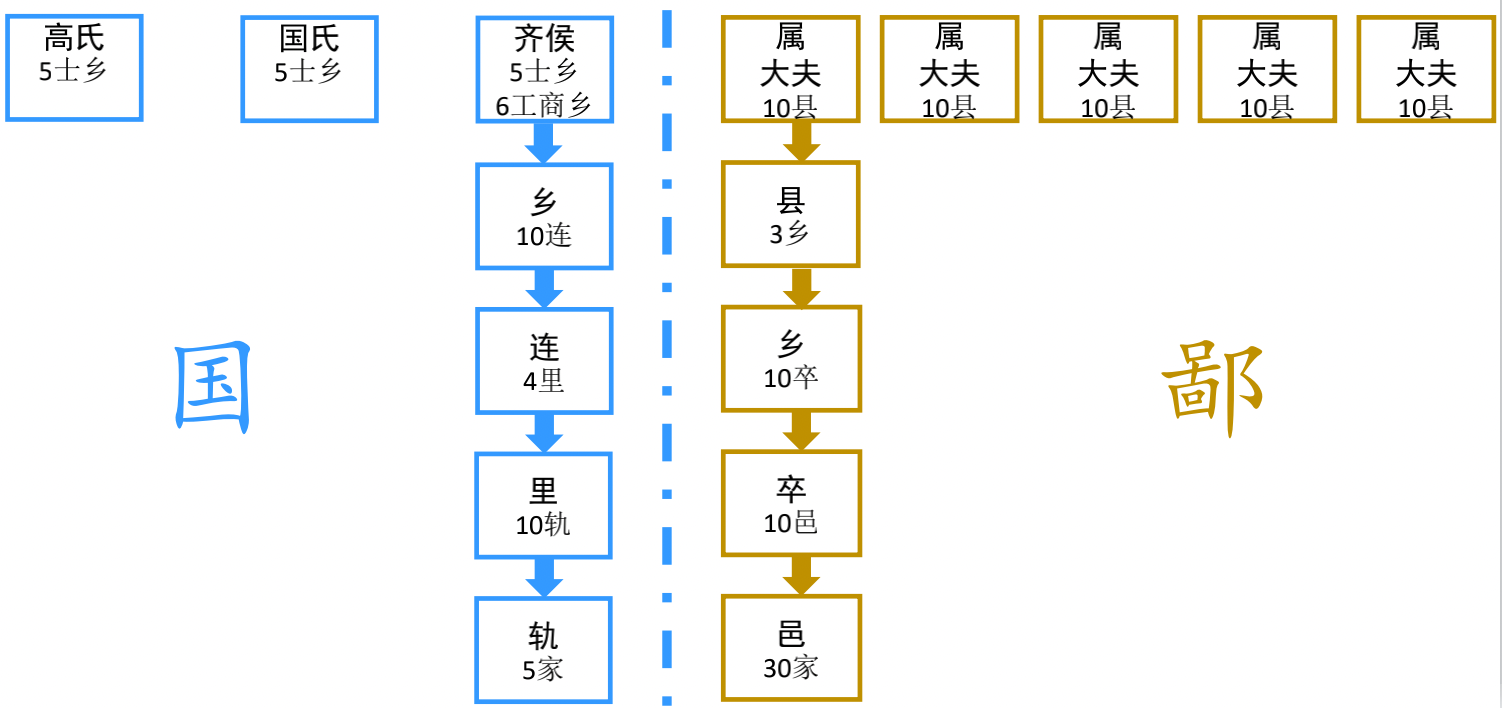 高氏
5士乡
国氏
5士乡
齐侯
5士乡
6工商乡
乡
10连
连
4里
里
10轨
轨
5家
国
属
大夫
10县
属
大夫
10县
属
大夫
10县
属
大夫
10县
属
大夫
10县
县
3乡
乡
10卒
卒
10邑
邑
30家
鄙